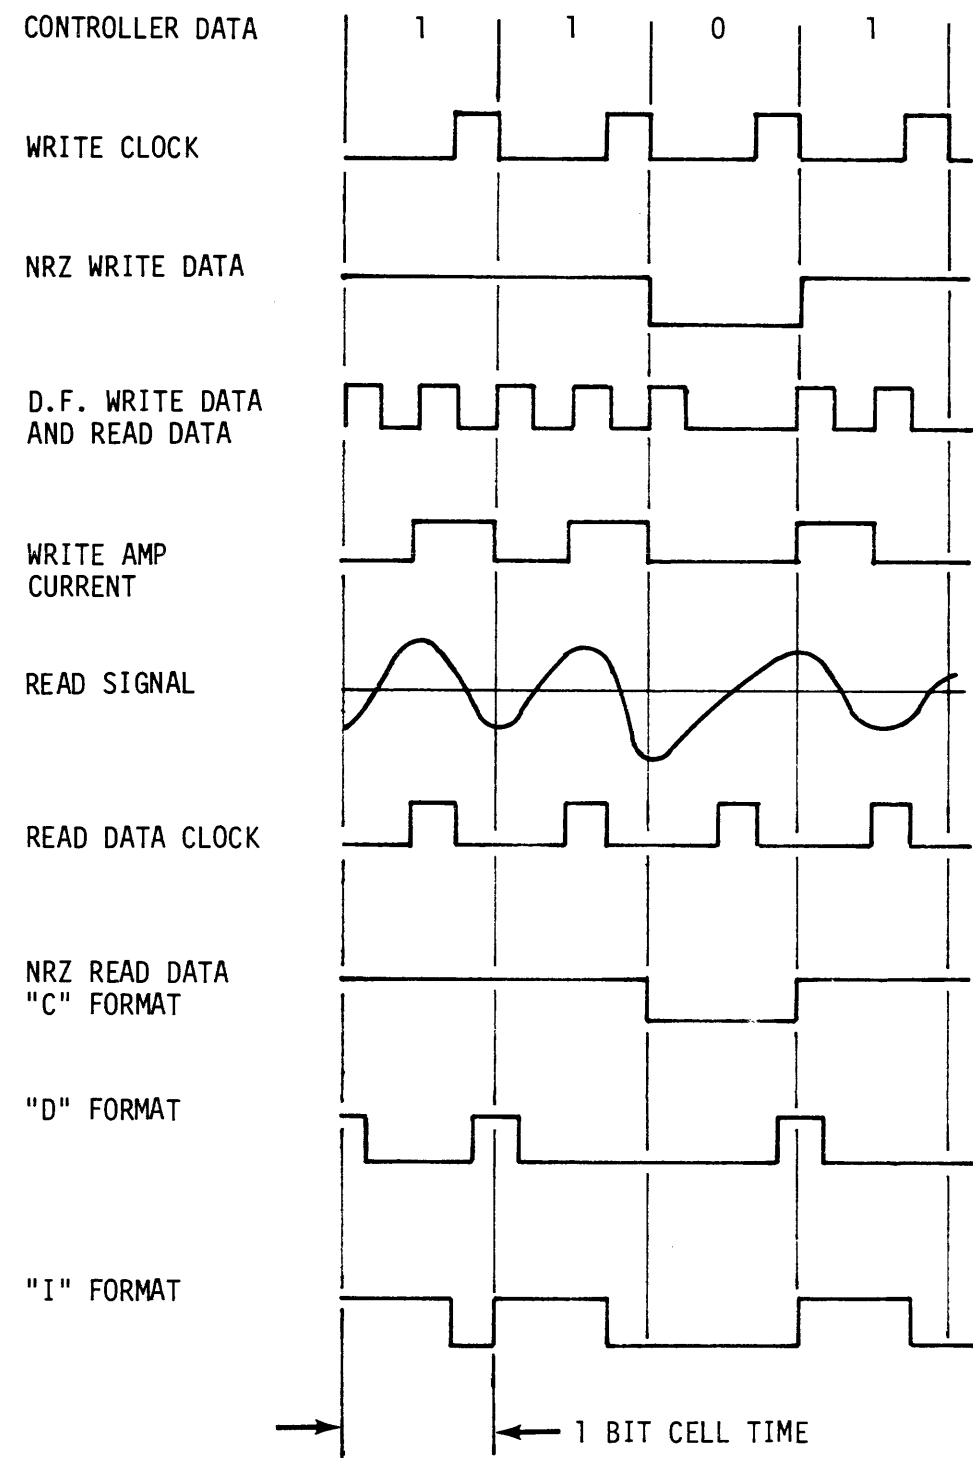 CONTROLLER DATA 1 1 0 1
WRITE CLOCK
NRZ WRITE DATA
D.F. WRITE DATA
AND READ DATA
WRITE AMP
CURRENT
READ SIGNAL
READ DATA CLOCK
NRZ READ DATA
"C" FORMAT
"D" FORMAT
"I" FORMAT
1 BIT CELL TIME